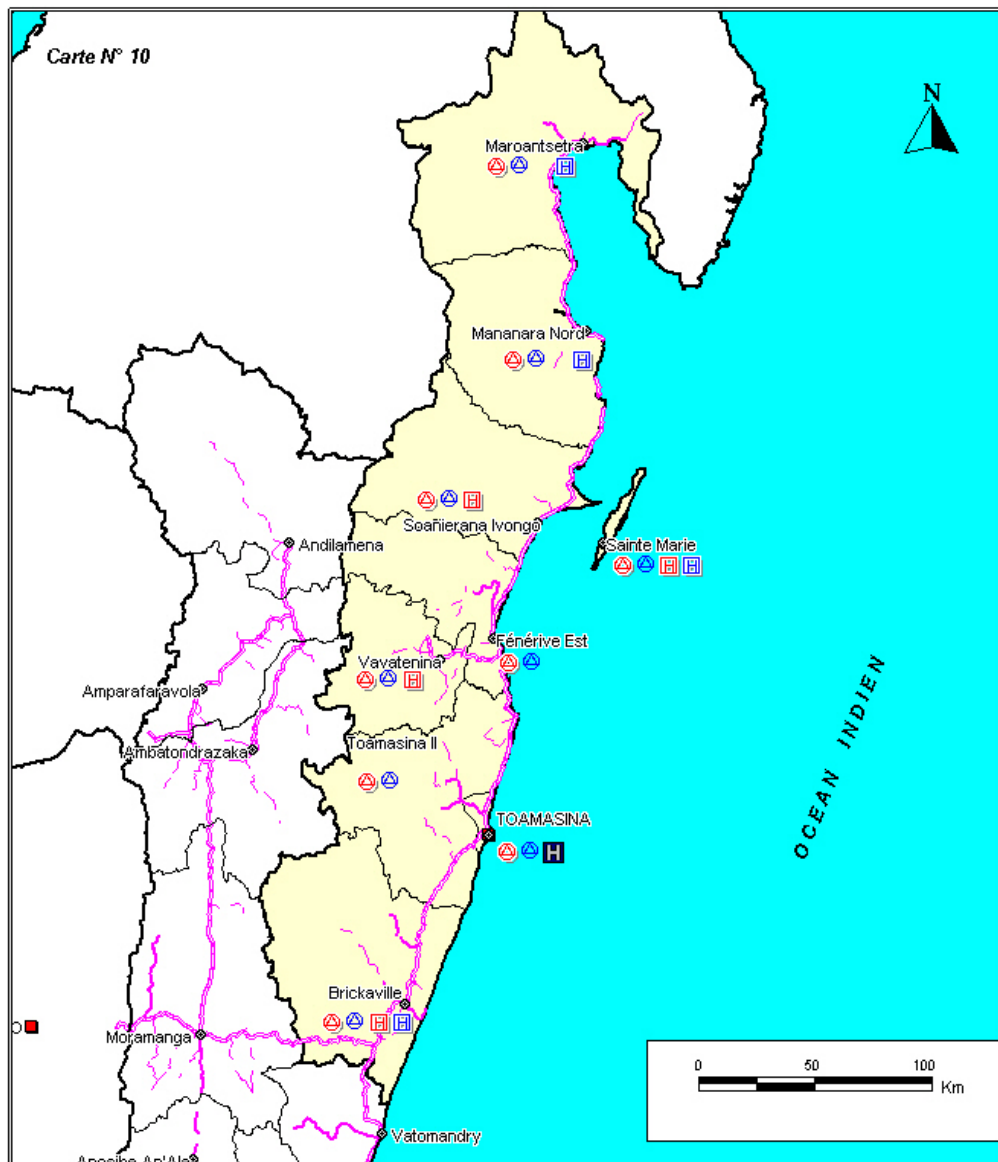 Carte N° 10
N
Maroantsetra
H
Mananara Nord
H
H
Soañierana Ivongo
Andilamena
Sainte Marie
H H
Fénérive Est
Vavatenina
H
Amparafaravola
Toamasina II
Ambatondrazaka
OCEAN INDIEN
TOAMASINA
H
Brickaville
H H
Moramanga
0 50 100
Km
Vatomandry